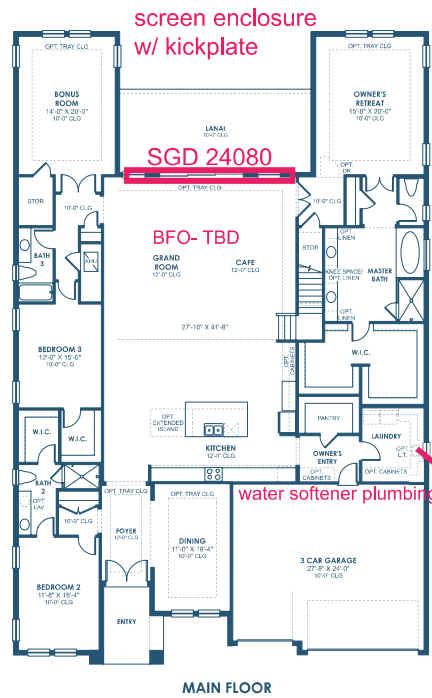 screen enclosure
w/ kickplate
OPT. TRAY CLG
OPT. TRAY CLG
BONUS
ROOM
14'-0" X 20'-0"
10'-0" CLG
OWNER'S
RETREAT
15'-8" X 20'-0"
10'-0" CLG
LANAI
10'-0" CLG
SGD 24080
OPT. TRAY CLG
OPT.
DR
STOR
10'-0" CLG
10'-0" CLG
BFO- TBD
OPT.
LINEN
STOR
BATH
3
AHU
GRAND
ROOM
12'-0" CLG
CAFE
12'-0" CLG
KNEE SPACE/
OPT. LINEN
MASTER
BATH
OPT.
LINEN
27'-10" X 41'-8"
BEDROOM 3
12'-0" X 15'-0"
10'-0" CLG
W.I.C.
OPT.
CABINETS
OPT.
EXTENDED
ISLAND
PANTRY
W.I.C.
W.I.C.
LAUNDRY
OPT.
L.T.
OPT. CABINETS
KITCHEN
12'-0" CLG
OWNER'S
ENTRY
OPT.
CABINETS
BATH
2
OPT.
LAV
water softener plumbing
OPT TRAY CLG
OPT. TRAY CLG
10'-0" CLG
FOYER
12'-0" CLG
DINING
11'-0" X 18'-4"
10'-0" CLG
3 CAR GARAGE
27'-8" X 24'-0"
10'-0" CLG
BEDROOM 2
11'-8" X 16'-4"
10'-0" CLG
ENTRY
MAIN FLOOR